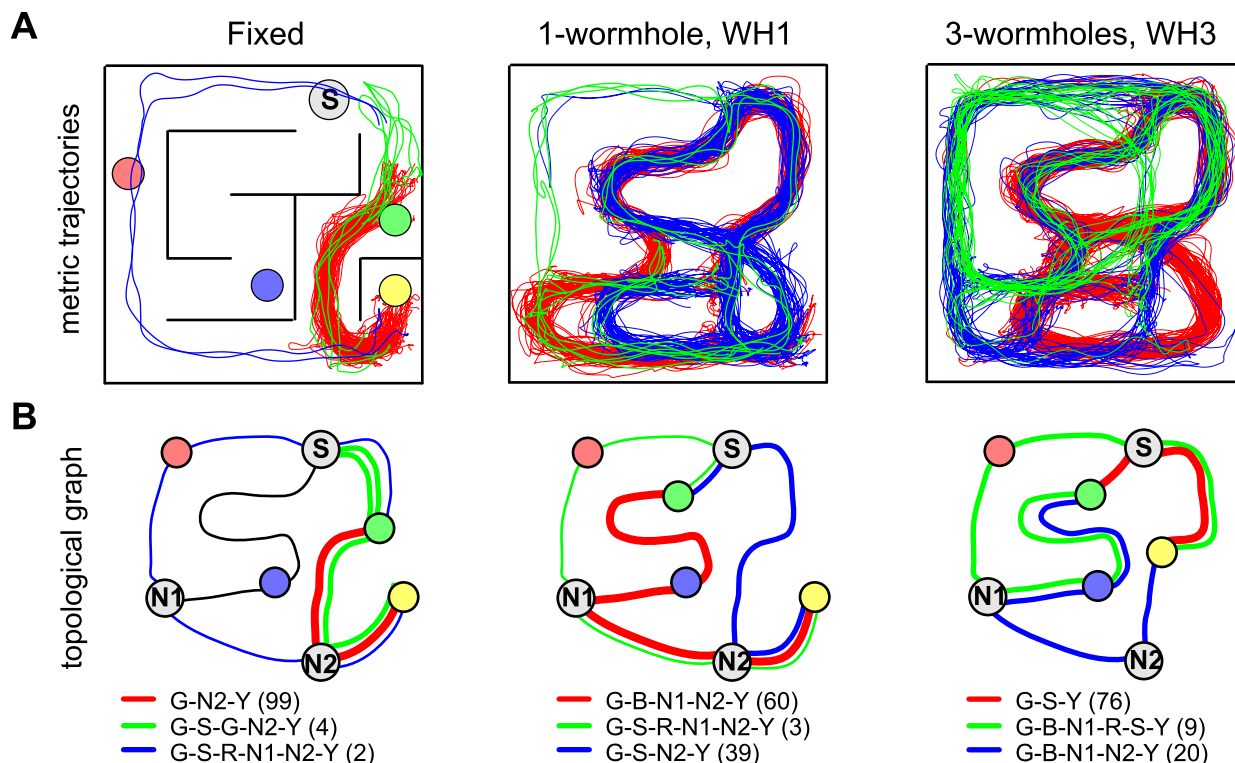 A
Fixed
1-wormhole, WH1
3-wormholes, WH3
metric trajectories
S
B
topological graph
S
N1
N2
S
N1
N2
S
N1
N2
G-N2-Y (99)
G-S-G-N2-Y (4)
G-S-R-N1-N2-Y (2)
G-B-N1-N2-Y (60)
G-S-R-N1-N2-Y (3)
G-S-N2-Y (39)
G-S-Y (76)
G-B-N1-R-S-Y (9)
G-B-N1-N2-Y (20)